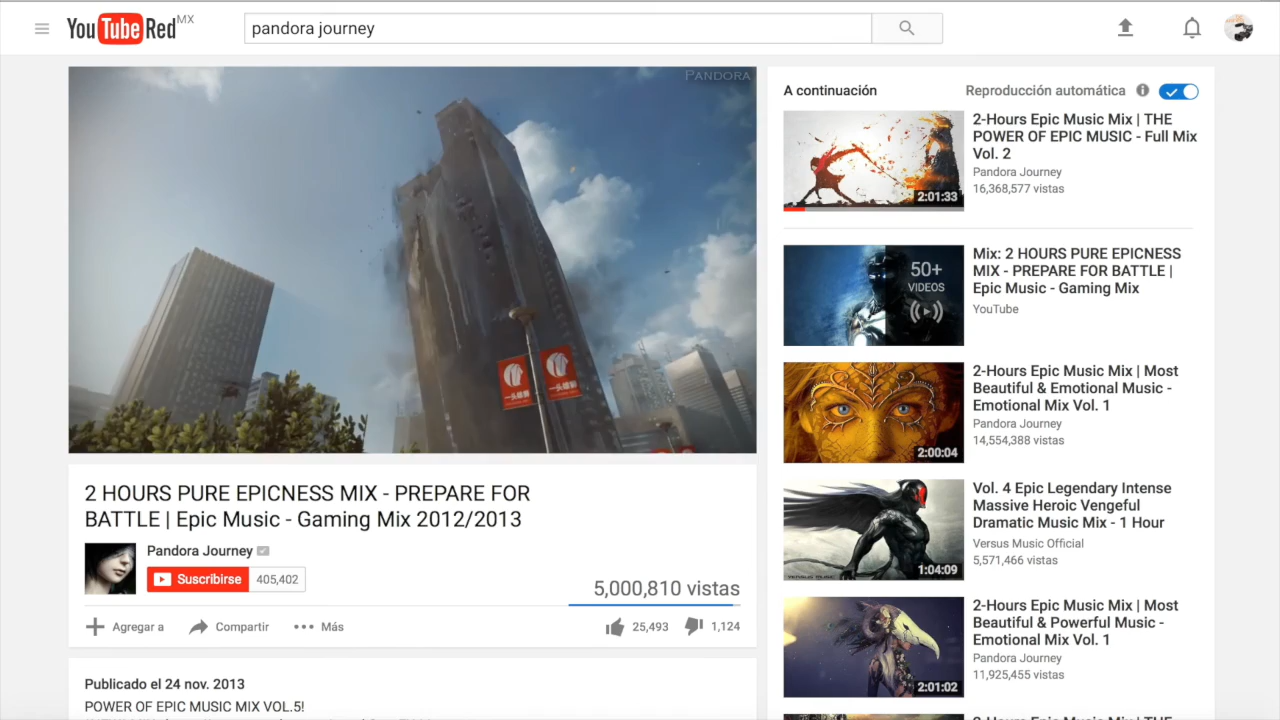 YouTube Red MX
pandora journey
PANDORA
2 HOURS PURE EPICNESS MIX - PREPARE FOR
BATTLE | Epic Music - Gaming Mix 2012/2013
Pandora Journey
Suscribirse 405,402
5,000,810 vistas
Agregar a Compartir Más
25,493 1,124
Publicado el 24 nov. 2013
POWER OF EPIC MUSIC MIX VOL.5!
A continuación
Reproducción automática
2-Hours Epic Music Mix | THE
POWER OF EPIC MUSIC - Full Mix
Vol. 2
Pandora Journey
16,368,577 vistas
2:01:33
Mix: 2 HOURS PURE EPICNESS
MIX - PREPARE FOR BATTLE |
Epic Music - Gaming Mix
YouTube
50+
VIDEOS
2-Hours Epic Music Mix | Most
Beautiful & Emotional Music -
Emotional Mix Vol. 1
Pandora Journey
14,554,388 vistas
2:00:04
Vol. 4 Epic Legendary Intense
Massive Heroic Vengeful
Dramatic Music Mix - 1 Hour
Versus Music Official
5,571,466 vistas
VERSUS MUSIC
1:04:09
2-Hours Epic Music Mix | Most
Beautiful & Powerful Music -
Emotional Mix Vol. 1
Pandora Journey
11,925,455 vistas
2:01:02